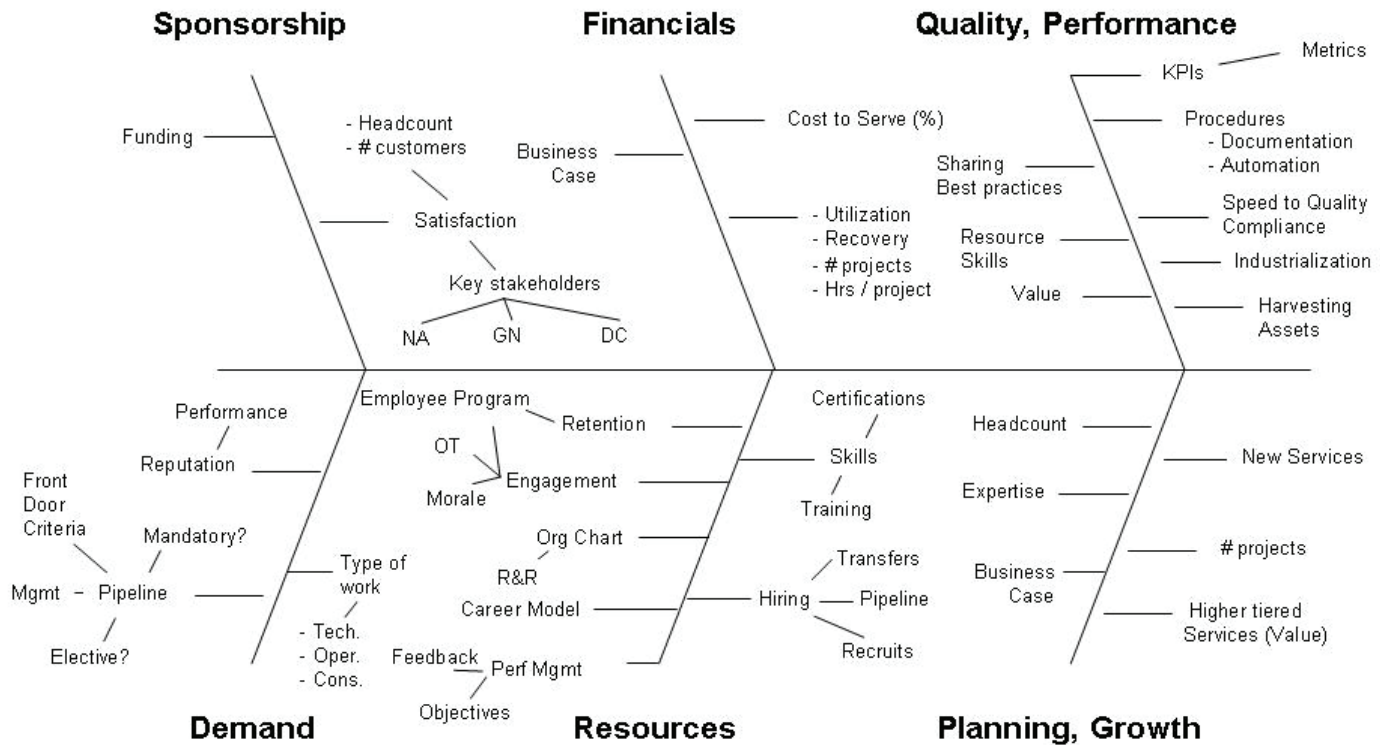 Sponsorship
Financials
Quality, Performance
Funding
- Headcount
- # customers
Satisfaction
Key stakeholders
NA
GN
DC
Business
Case
Cost to Serve (%)
- Utilization
- Recovery
- # projects
- Hrs / project
KPIs
Metrics
Procedures
- Documentation
- Automation
Sharing
Best practices
Speed to Quality
Compliance
Resource
Skills
Industrialization
Value
Harvesting
Assets
Performance
Reputation
Front
Door
Criteria
Mandatory?
Mgmt - Pipeline
Elective?
Type of
work
- Tech.
- Oper.
- Cons.
Employee Program
Retention
OT
Engagement
Morale
Org Chart
R&R
Career Model
Feedback
Perf Mgmt
Objectives
Certifications
Skills
Training
Transfers
Hiring
Pipeline
Recruits
Headcount
New Services
Expertise
# projects
Business
Case
Higher tiered
Services (Value)
Demand
Resources
Planning, Growth